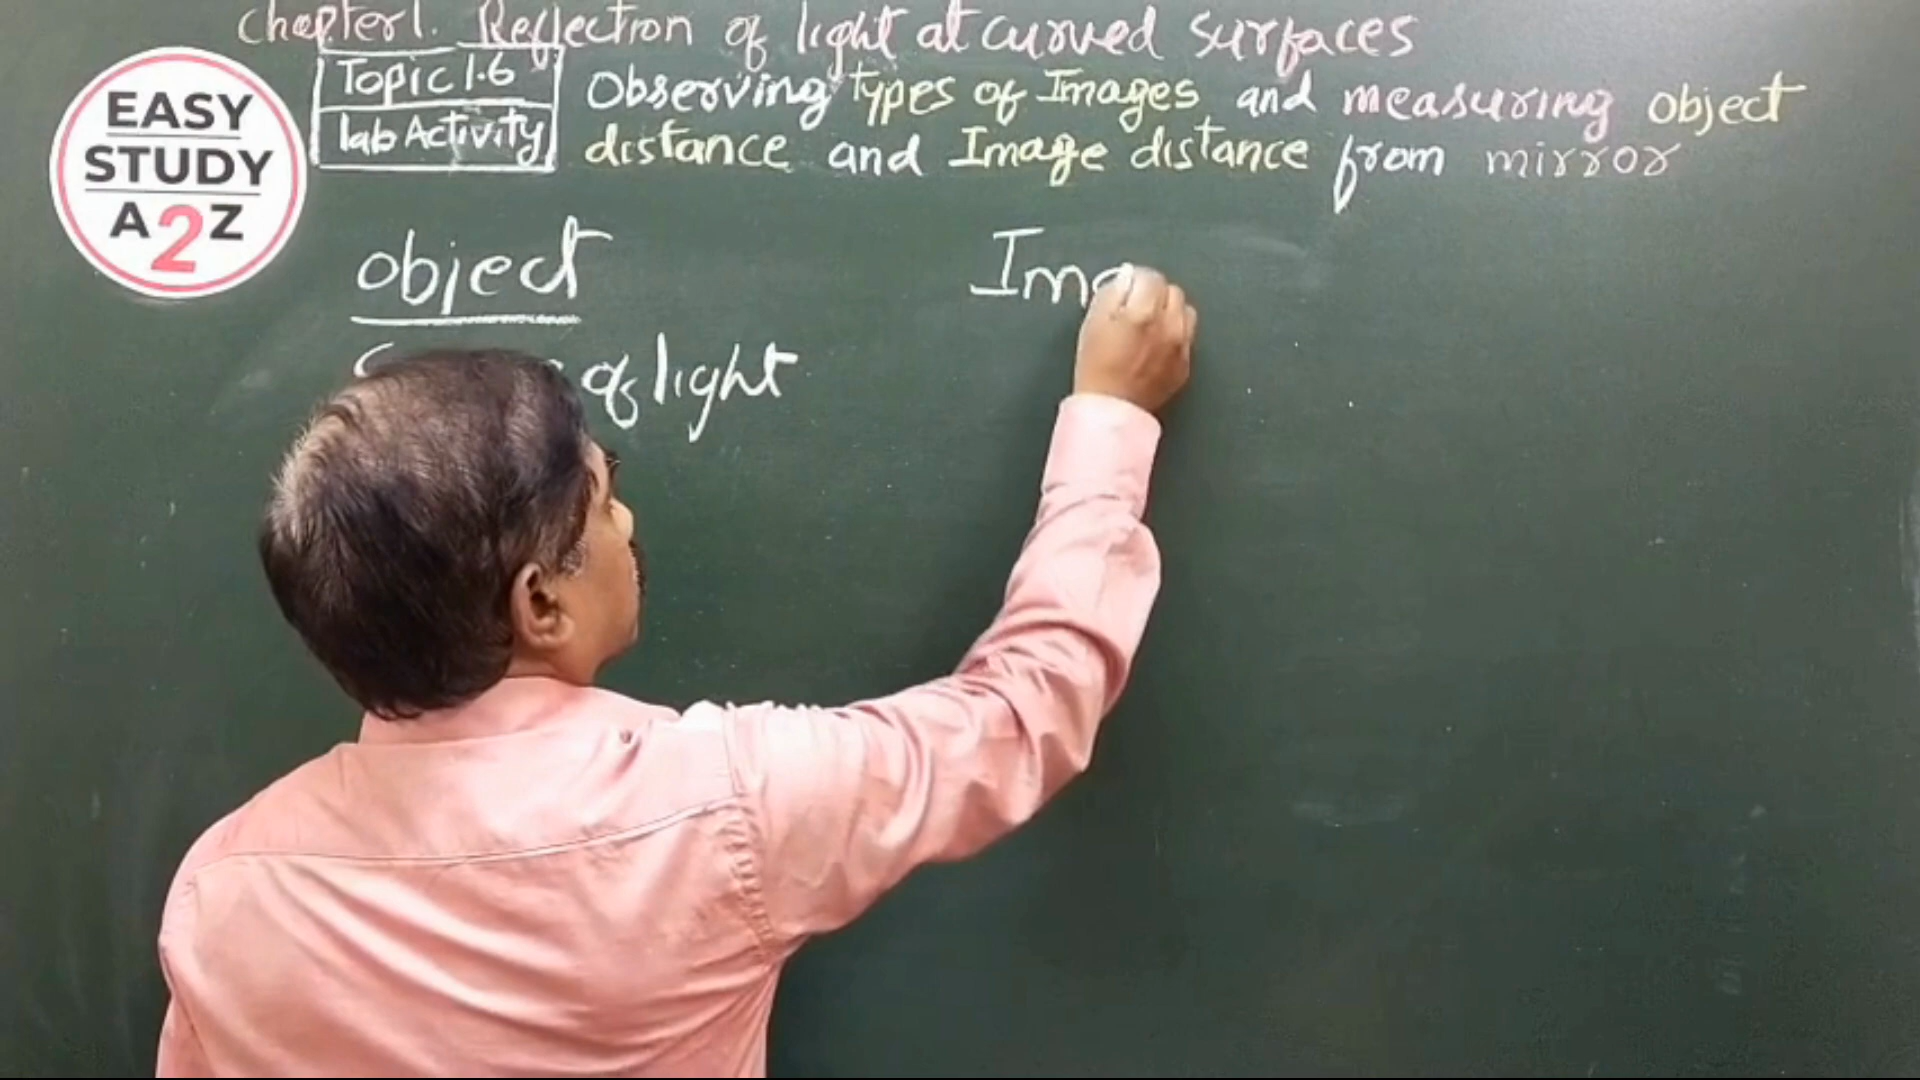 Chapter 1. Reflection of light at curved surfaces
Topic 1.6
lab Activity
Observing types of Images and measuring object
distance and Image distance from mirror
EASY
STUDY
A2Z
object
of light